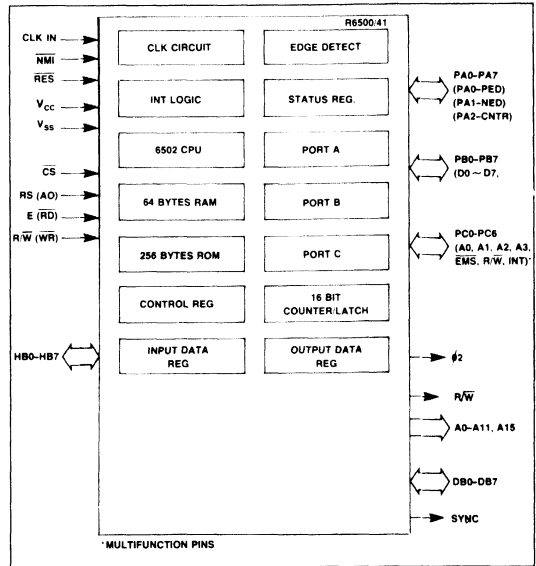 R6500/41
CLK IN
NMI
RES
VCC
VSS
CS
RS (AO)
E (RD)
R/W (WR)
HB0-HB7
CLK CIRCUIT
EDGE DETECT
INT LOGIC
STATUS REG.
6502 CPU
PORT A
64 BYTES RAM
PORT B
256 BYTES ROM
PORT C
CONTROL REG
16 BIT
COUNTER/LATCH
INPUT DATA
REG
OUTPUT DATA
REG
PA0-PA7
(PA0-PED)
(PA1-NED)
(PA2-CNTR)
PB0-PB7
(D0 ~ D7,
PC0-PC6
(A0, A1, A2, A3,
EMS, R/W, INT)*
ϕ2
R/W
A0-A11, A15
DB0-DB7
SYNC
*MULTIFUNCTION PINS